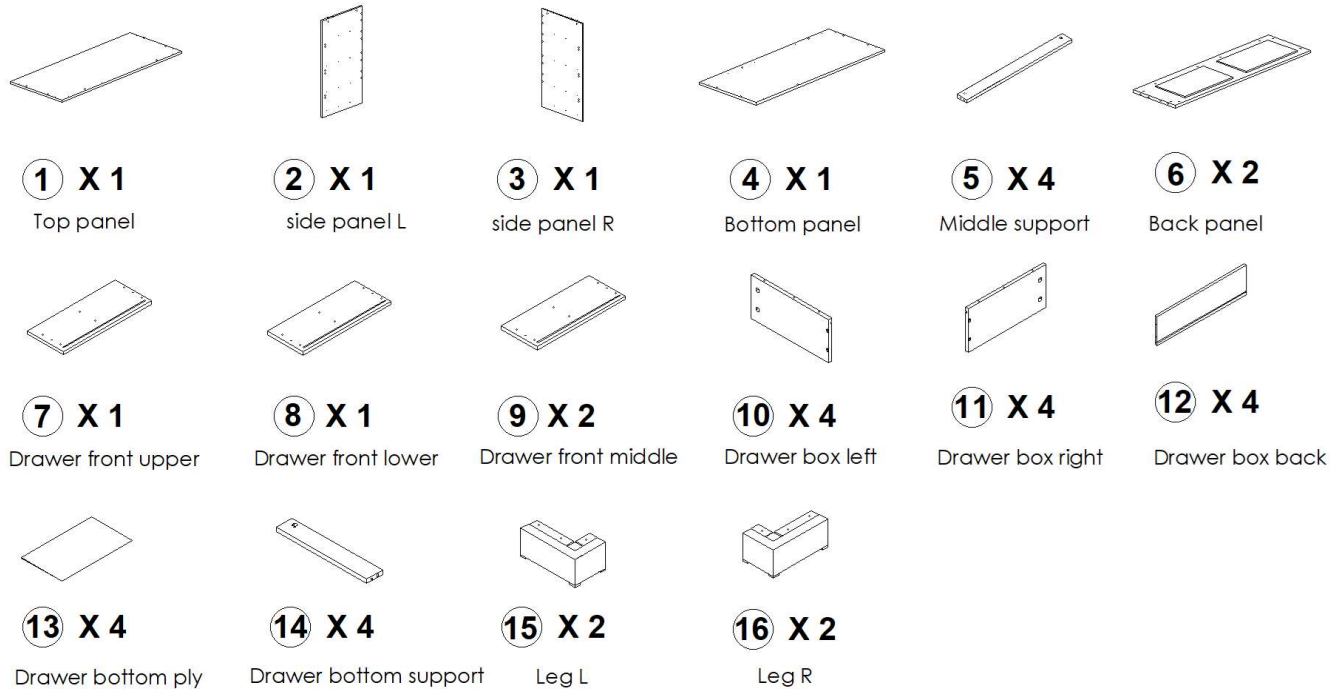 1 X 1
Top panel
2 X 1
side panel L
3 X 1
side panel R
4 X 1
Bottom panel
5 X 4
Middle support
6 X 2
Back panel
7 X 1
Drawer front upper
8 X 1
Drawer front lower
9 X 2
Drawer front middle
10 X 4
Drawer box left
11 X 4
Drawer box right
12 X 4
Drawer box back
13 X 4
Drawer bottom ply
14 X 4
Drawer bottom support
15 X 2
Leg L
16 X 2
Leg R